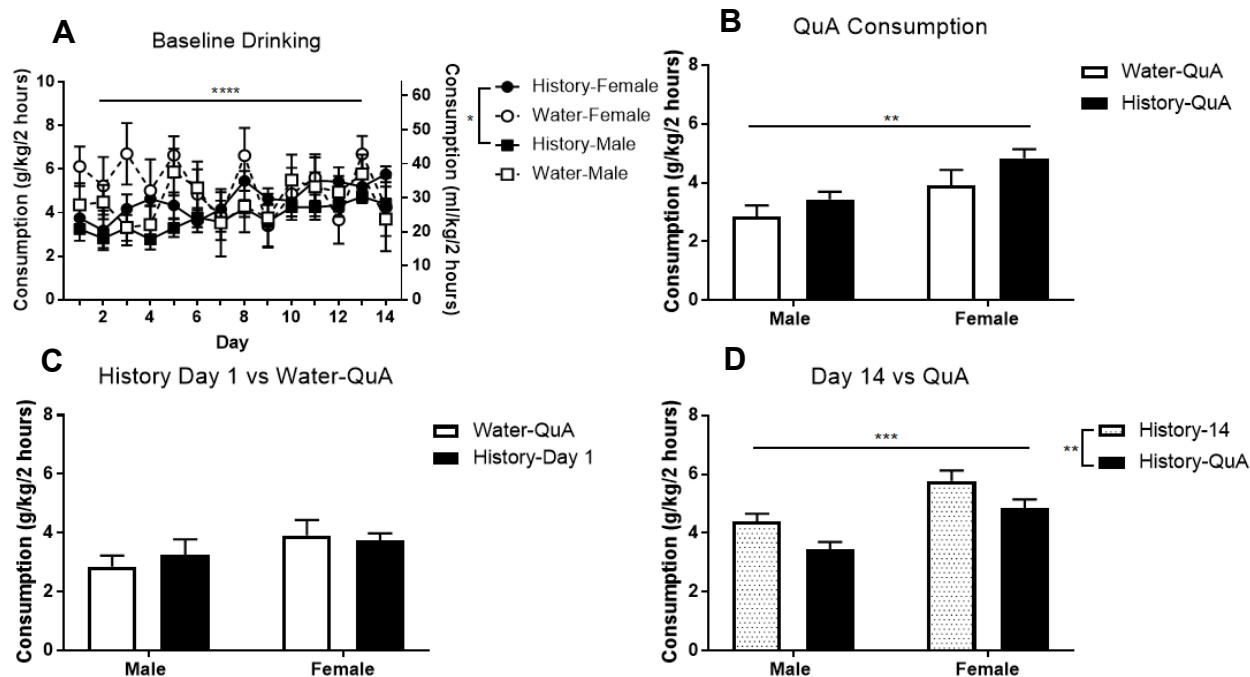 A
Baseline Drinking
Consumption (g/kg/2 hours)
10
8
6
4
2
0
****
60
50
40
30
20
10
0
Consumption (ml/kg/2 hours)
2
4
6
8
10
12
14
Day
*
History-Female
Water-Female
History-Male
Water-Male
B
QuA Consumption
Consumption (g/kg/2 hours)
8
6
4
2
0
**
Male
Female
Water-QuA
History-QuA
C
History Day 1 vs Water-QuA
Consumption (g/kg/2 hours)
8
6
4
2
0
Male
Female
Water-QuA
History-Day 1
D
Day 14 vs QuA
Consumption (g/kg/2 hours)
8
6
4
2
0
***
Male
Female
**
History-14
History-QuA